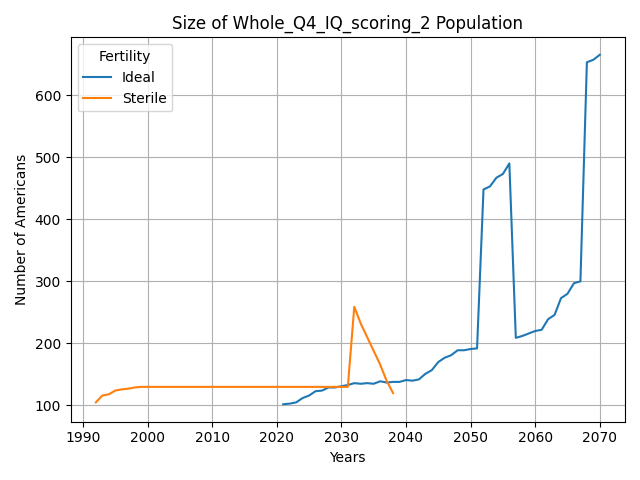 Size of Whole_Q4_IQ_scoring_2 Population
Fertility
Ideal
Sterile
Number of Americans
600
500
400
300
200
100
1990 2000 2010 2020 2030 2040 2050 2060 2070
Years